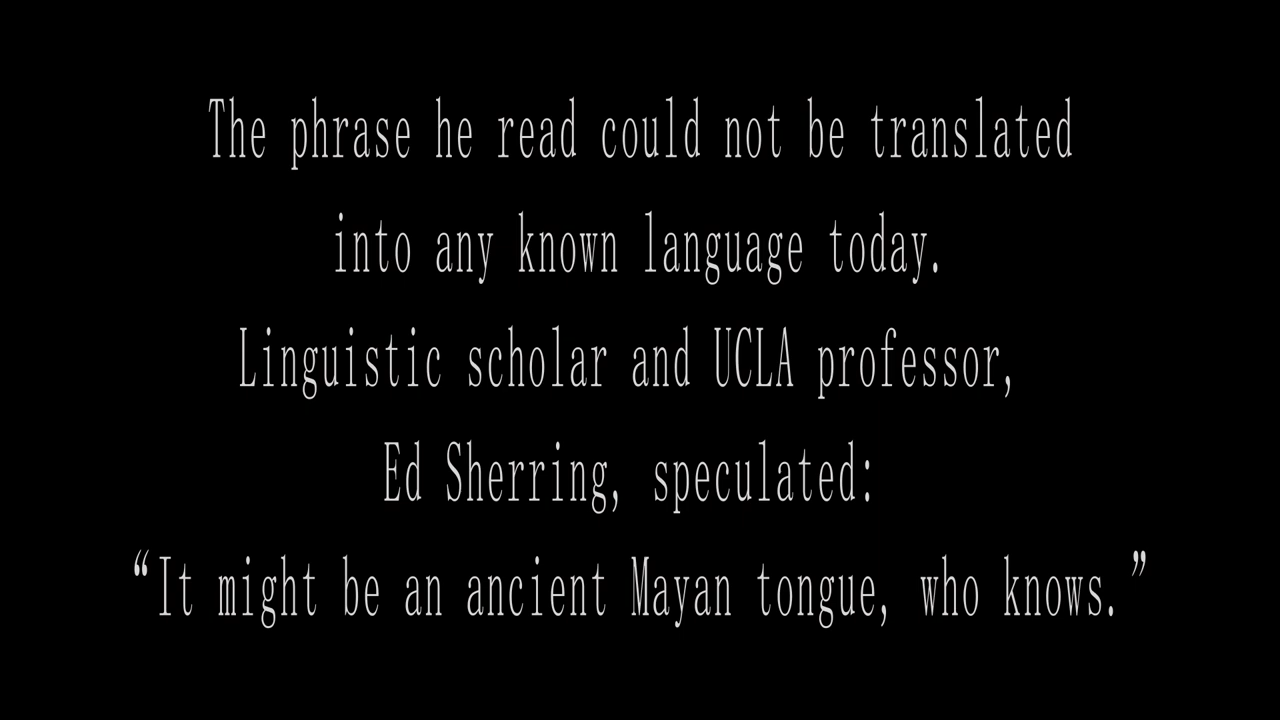 The phrase he read could not be translated
into any known language today.
Linguistic scholar and UCLA professor,
Ed Sherring, speculated:
“It might be an ancient Mayan tongue, who knows.”